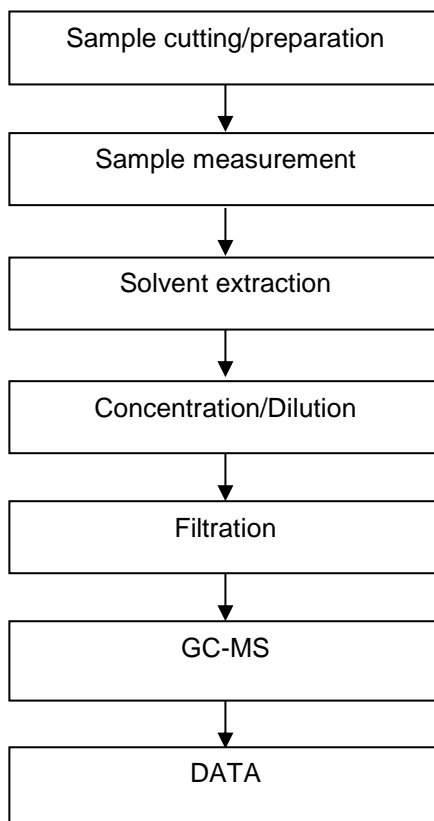 Sample cutting/preparation
Sample measurement
Solvent extraction
Concentration/Dilution
Filtration
GC-MS
DATA